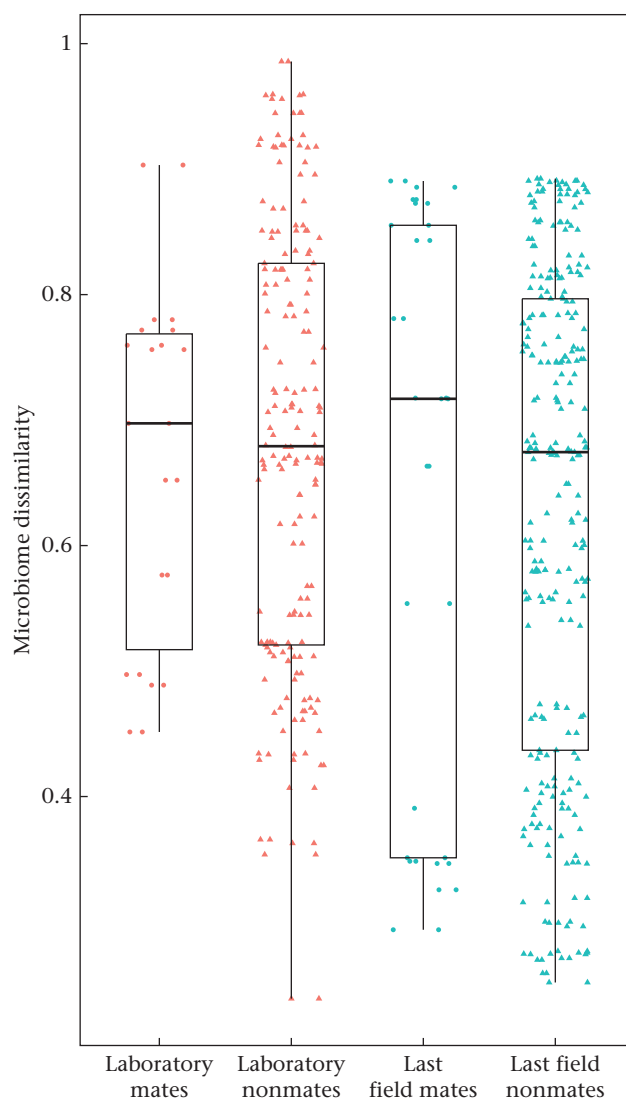 1
0.8
0.6
0.4
Microbiome dissimilarity
Laboratory
mates
Laboratory
nonmates
Last
field mates
Last field
nonmates